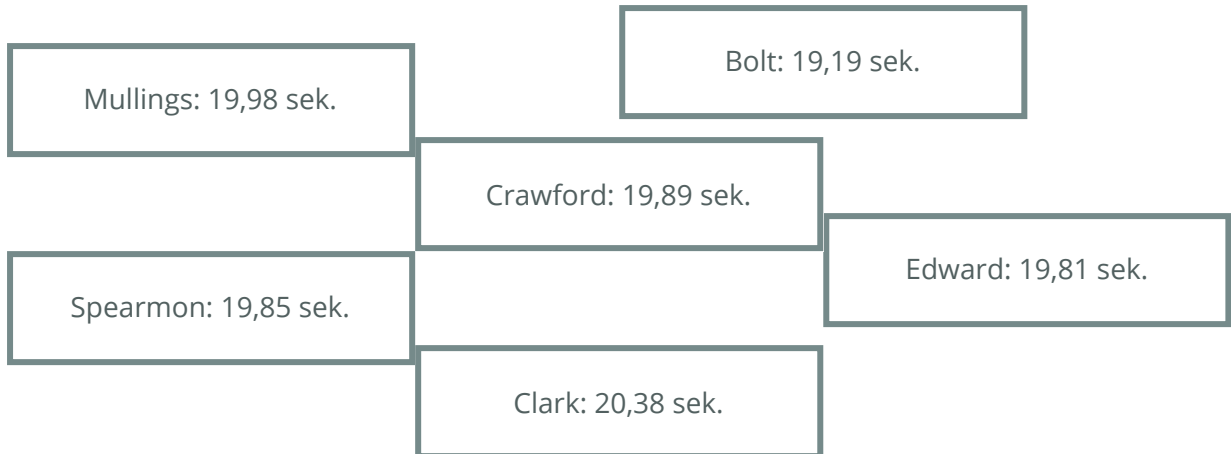 Bolt: 19,19 sek.
Mullings: 19,98 sek.
Crawford: 19,89 sek.
Edward: 19,81 sek.
Spearmon: 19,85 sek.
Clark: 20,38 sek.